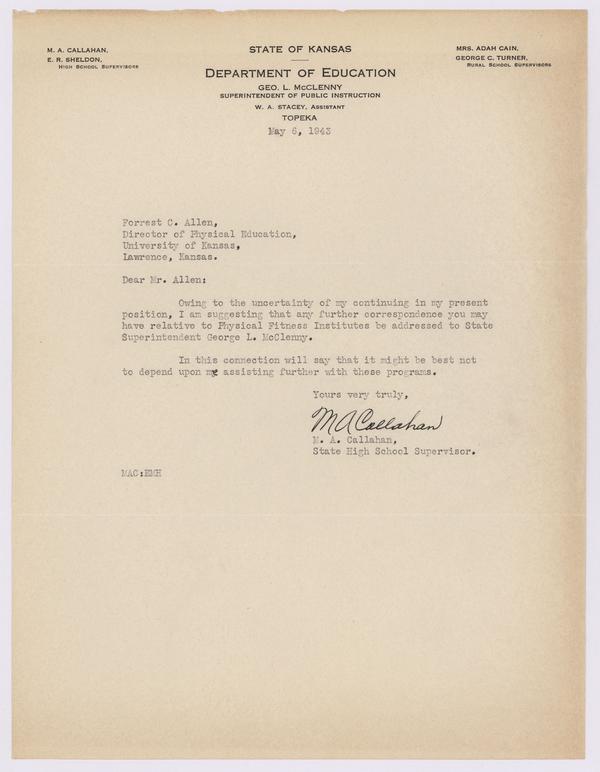 M. A. CALLAHAN,
E. R. SHELDON,
HIGH SCHOOL SUPERVISORS
STATE OF KANSAS
DEPARTMENT OF EDUCATION
GEO. L. McCLENNY
SUPERINTENDENT OF PUBLIC INSTRUCTION
W. A. STACEY, ASSISTANT
TOPEKA
MRS. ADAH CAIN,
GEORGE C. TURNER,
RURAL SCHOOL SUPERVISORS
May 6, 1943
Forrest C. Allen,
Director of Physical Education,
University of Kansas,
Lawrence, Kansas.
Dear Mr. Allen:
Owing to the uncertainty of my continuing in my present
position, I am suggesting that any further correspondence you may
have relative to Physical Fitness Institutes be addressed to State
Superintendent George L. McClenny.
In this connection will say that it might be best not
to depend upon me assisting further with these programs.
Yours very truly,
M A Callahan
M. A. Callahan,
State High School Supervisor.
MAC:EMH